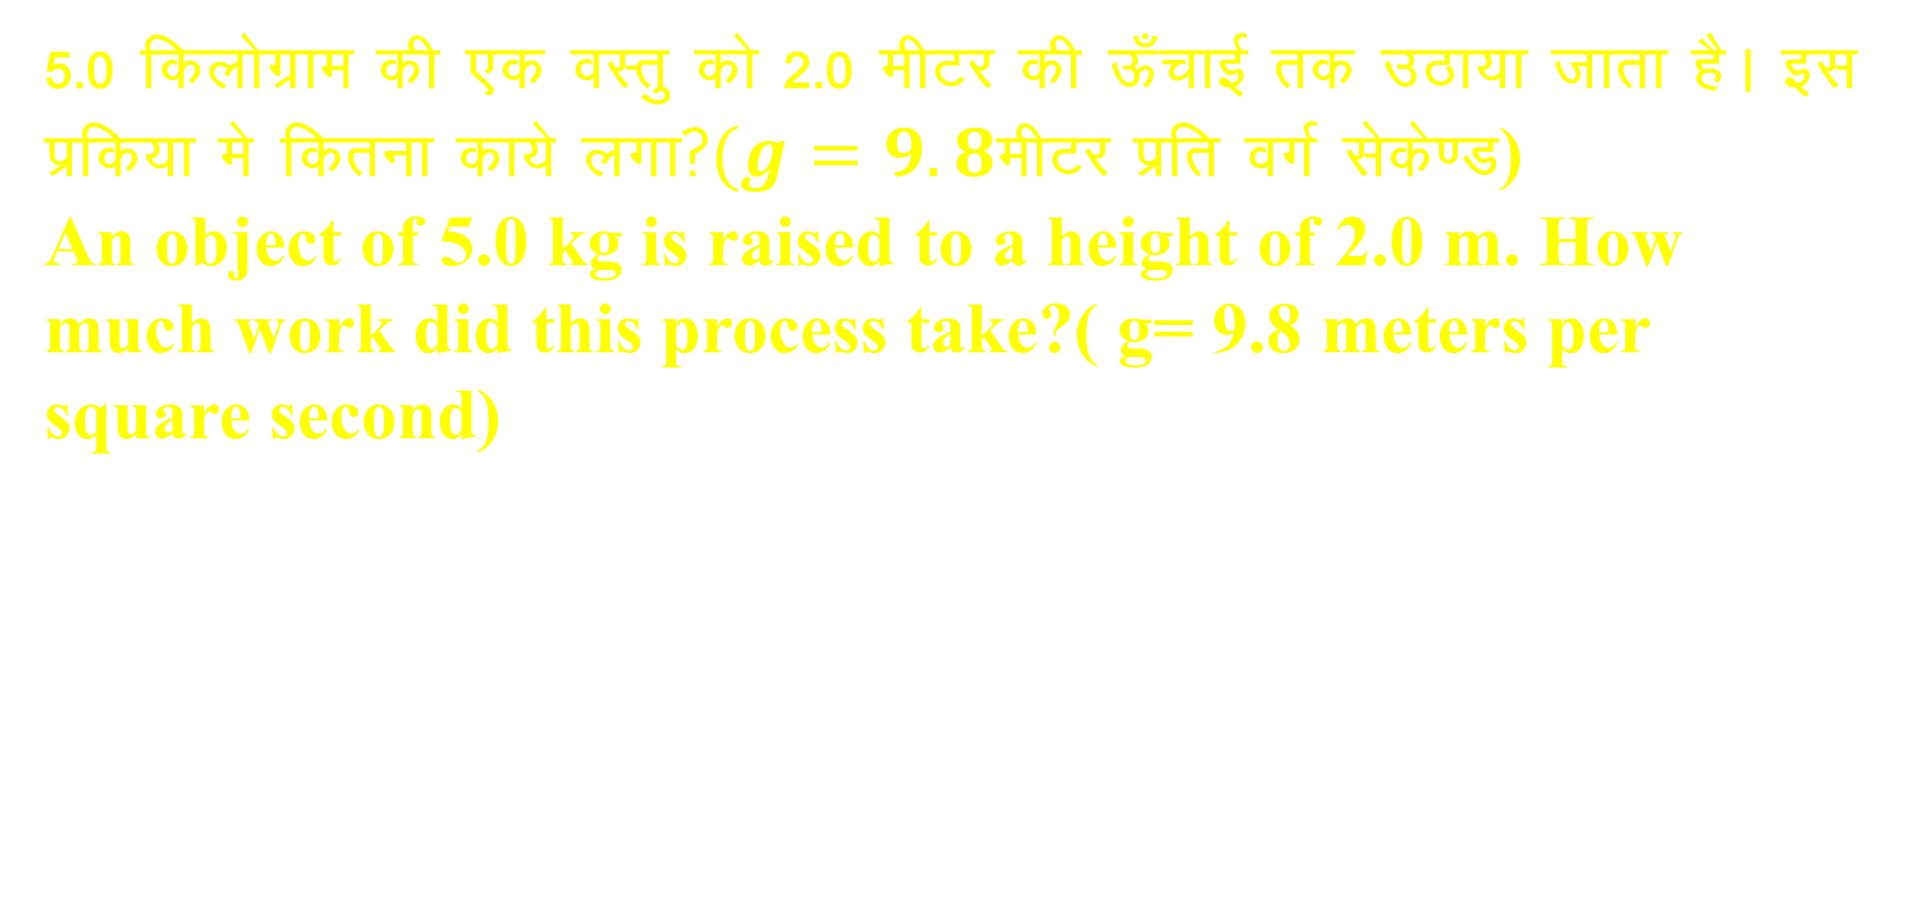 5.0 किलोग्राम की एक वस्तु को 2.0 मीटर की ऊँचाई तक उठाया जाता है। इस
प्रकिया मे कितना काये लगा?(g = 9.8मीटर प्रति वर्ग सेकेण्ड)
An object of 5.0 kg is raised to a height of 2.0 m. How
much work did this process take?( g= 9.8 meters per
square second)